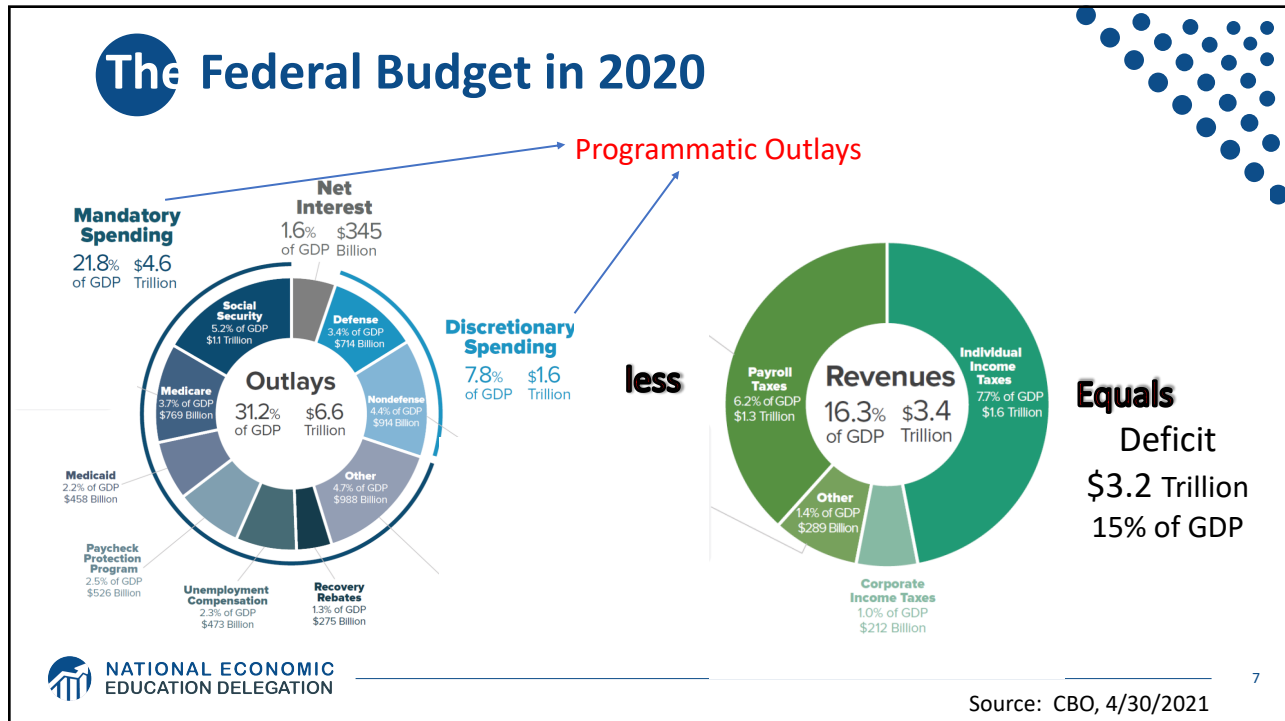 The Federal Budget in 2020
Programmatic Outlays
Mandatory
Spending
21.8% $4.6
of GDP Trillion
Net
Interest
1.6% $345
of GDP Billion
Social
Security
5.2% of GDP
$1.1 Trillion
Defense
3.4% of GDP
$714 Billion
Discretionary
Spending
7.8% $1.6
of GDP Trillion
Medicare
3.7% of GDP
$769 Billion
Outlays
31.2% $6.6
of GDP Trillion
Nondefense
4.4% of GDP
$914 Billion
Medicaid
2.2% of GDP
$458 Billion
Other
4.7% of GDP
$988 Billion
Paycheck
Protection
Program
2.5% of GDP
$526 Billion
Unemployment
Compensation
2.3% of GDP
$473 Billion
Recovery
Rebates
1.3% of GDP
$275 Billion
less
Payroll
Taxes
6.2% of GDP
$1.3 Trillion
Revenues
16.3% $3.4
of GDP Trillion
Individual
Income
Taxes
7.7% of GDP
$1.6 Trillion
Other
1.4% of GDP
$289 Billion
Corporate
Income Taxes
1.0% of GDP
$212 Billion
Equals
Deficit
$3.2 Trillion
15% of GDP
NATIONAL ECONOMIC
EDUCATION DELEGATION
7
Source: CBO, 4/30/2021